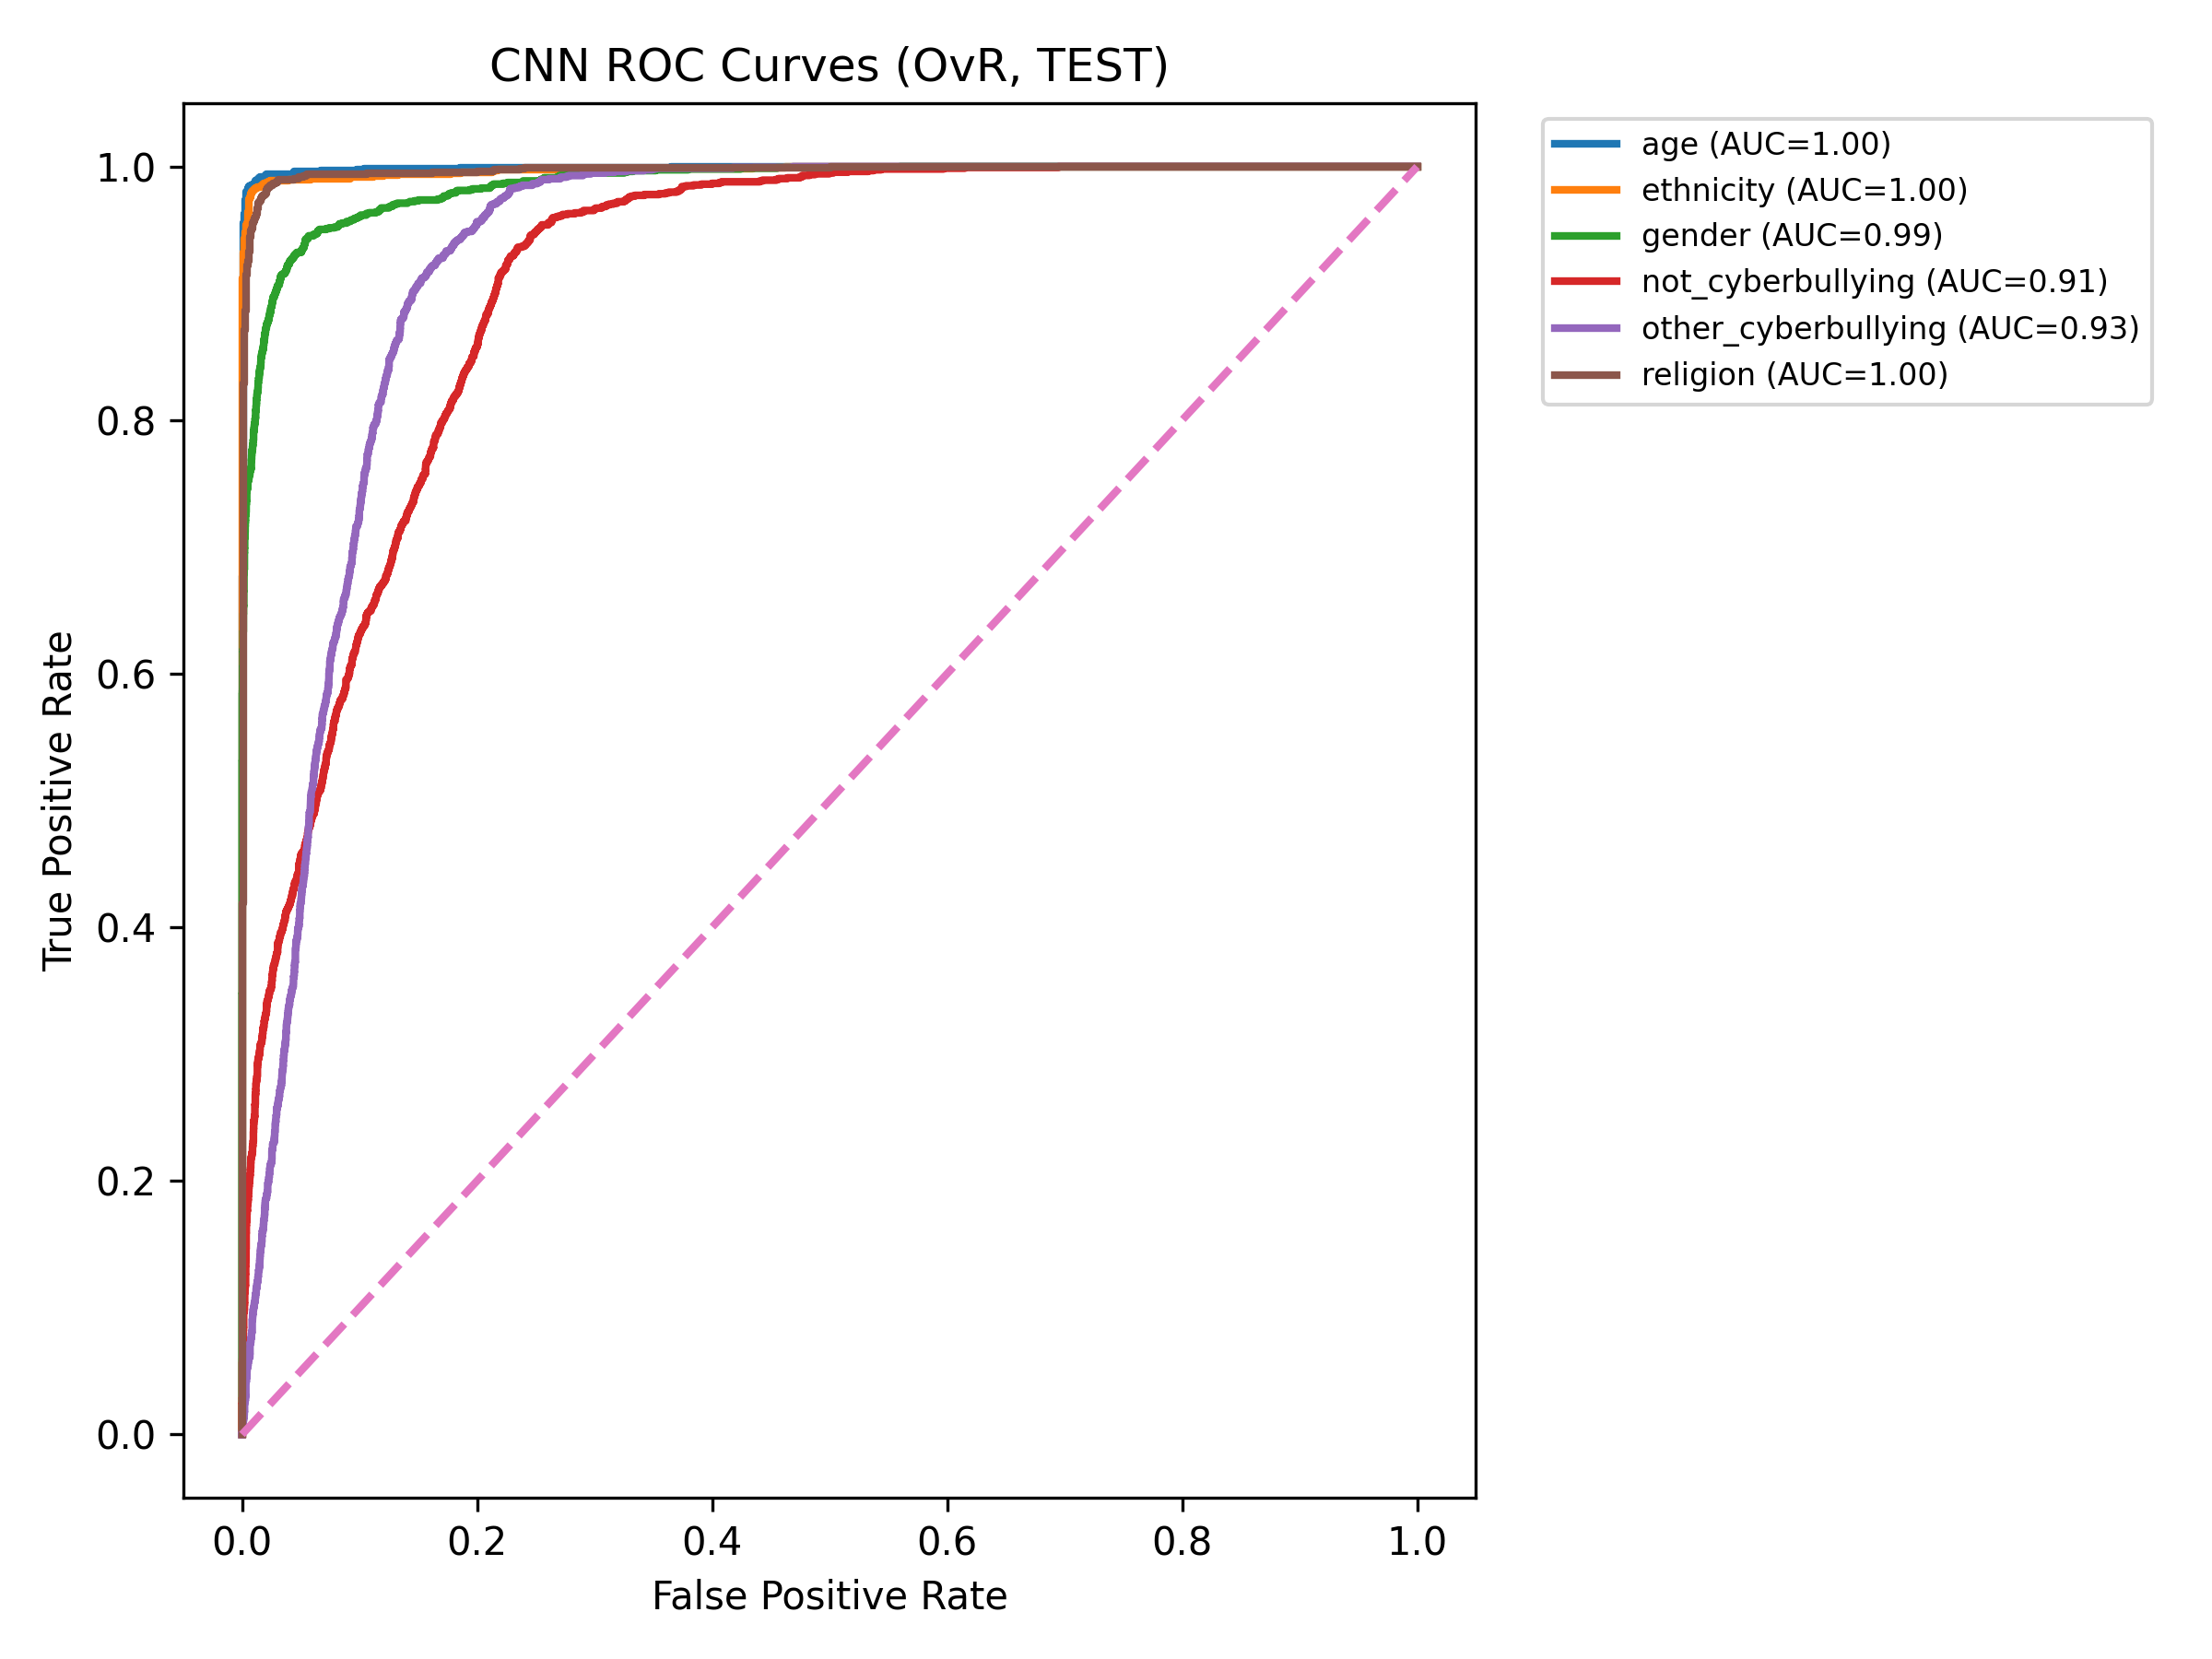 CNN ROC Curves (OvR, TEST)
age (AUC=1.00)
ethnicity (AUC=1.00)
gender (AUC=0.99)
not_cyberbullying (AUC=0.91)
other_cyberbullying (AUC=0.93)
religion (AUC=1.00)
True Positive Rate
1.0
0.8
0.6
0.4
0.2
0.0
0.0 0.2 0.4 0.6 0.8 1.0
False Positive Rate